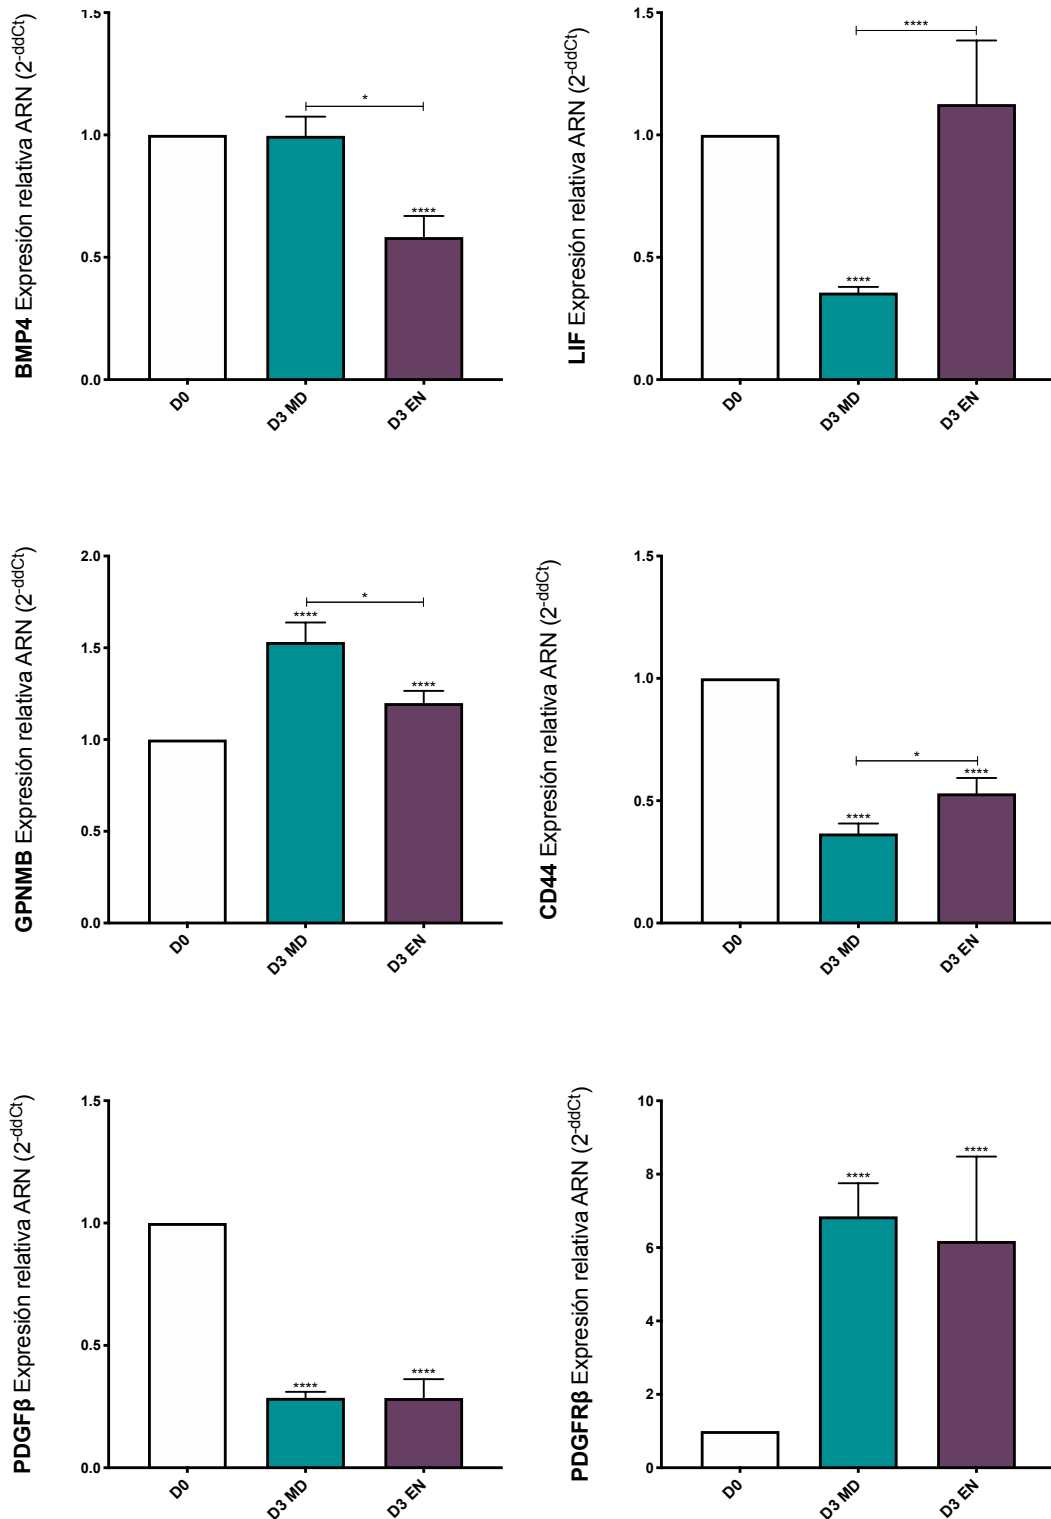 BMP4 Expresión relativa ARN (2-ddCt)
1.5
1.0
0.5
0.0
*
****
D0
D3 MD
D3 EN
LIF Expresión relativa ARN (2-ddCt)
1.5
1.0
0.5
0.0
****
****
D0
D3 MD
D3 EN
GPNMB Expresión relativa ARN (2-ddCt)
2.0
1.5
1.0
0.5
0.0
*
****
****
D0
D3 MD
D3 EN
CD44 Expresión relativa ARN (2-ddCt)
1.5
1.0
0.5
0.0
*
****
****
D0
D3 MD
D3 EN
PDGFβ Expresión relativa ARN (2-ddCt)
1.5
1.0
0.5
0.0
****
****
D0
D3 MD
D3 EN
PDGFRβ Expresión relativa ARN (2-ddCt)
10
8
6
4
2
0
****
****
D0
D3 MD
D3 EN